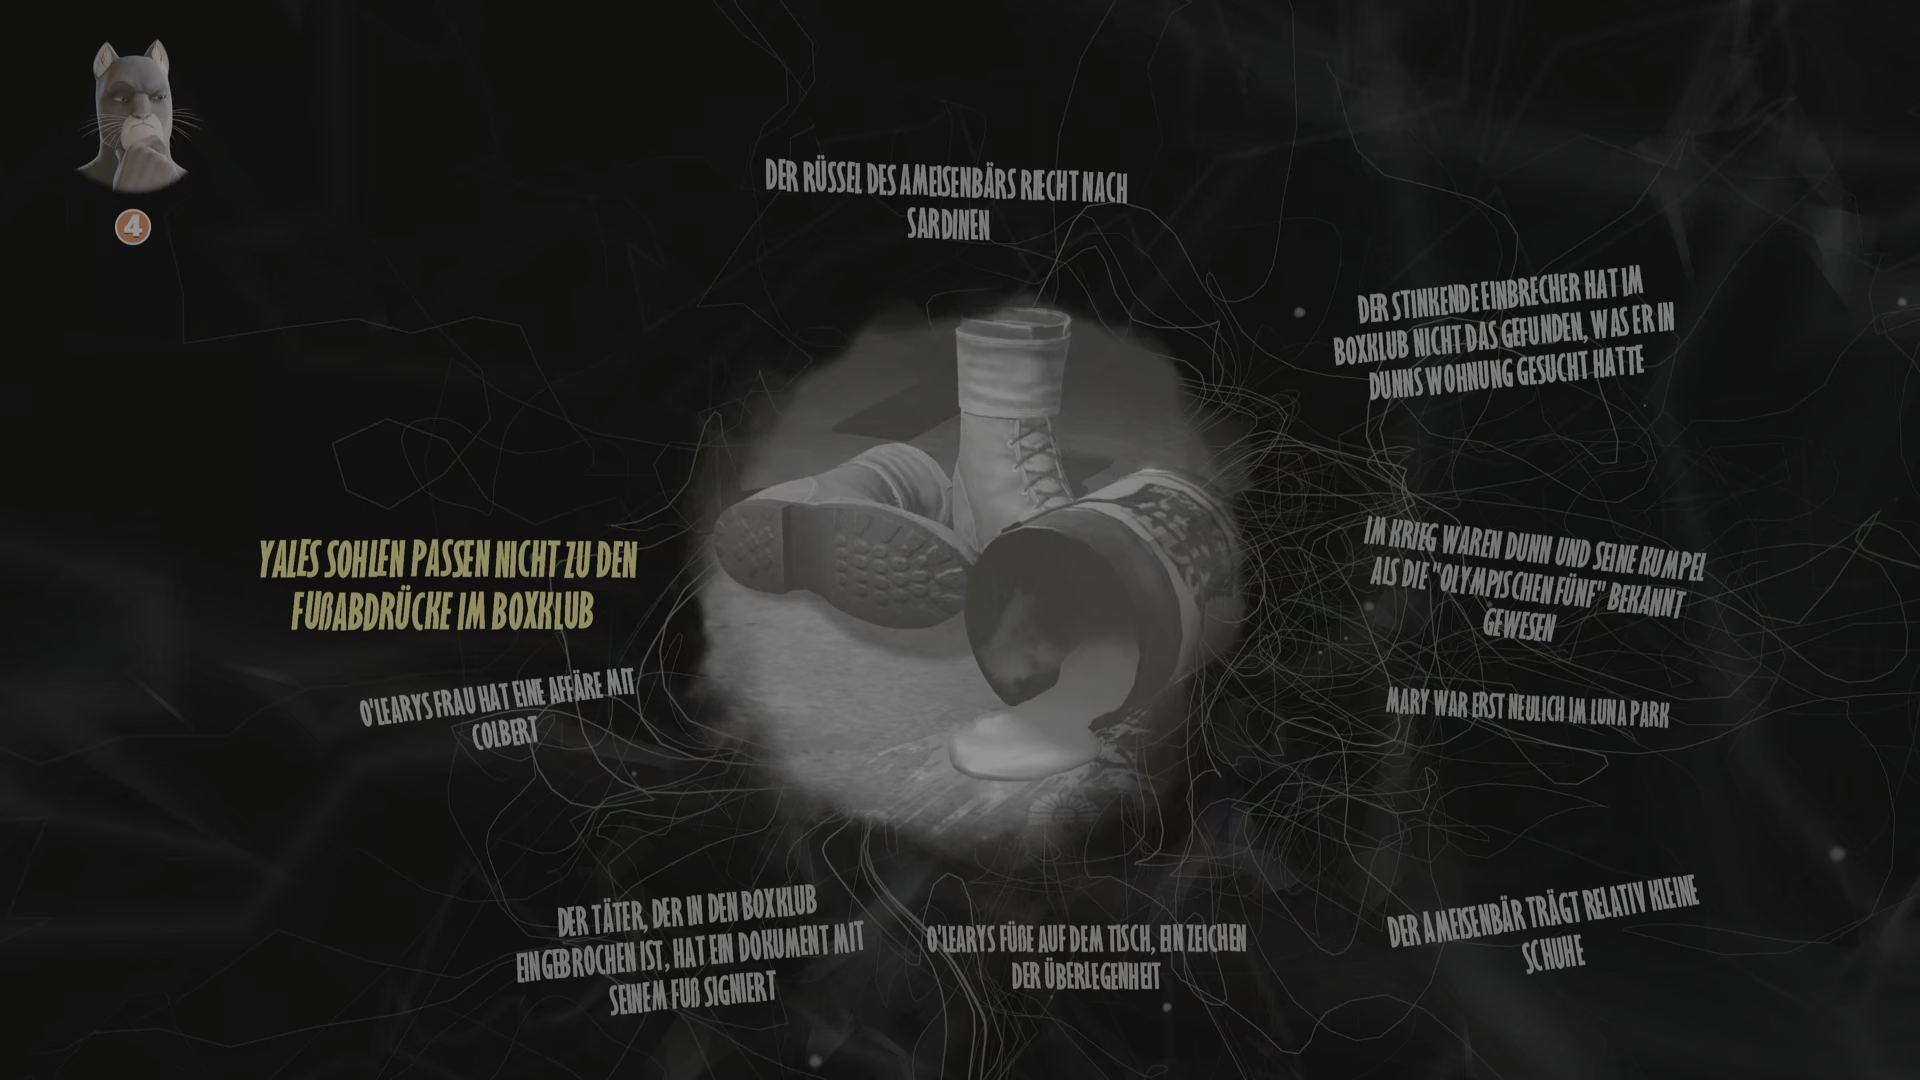 4
DER RÜSSEL DES AMEISENBÄRS RIECHT NACH
SARDINEN
DER STINKENDE EINBRECHER HAT IM
BOXKLUB NICHT DAS GEFUNDEN, WAS ER IN
DUNNS WOHNUNG GESUCHT HATTE
YALES SOHLEN PASSEN NICHT ZU DEN
FUßABDRÜCKE IM BOXKLUB
IM KRIEG WAREN DUNN UND SEINE KUMPEL
ALS DIE "OLYMPISCHEN FÜNF" BEKANNT
GEWESEN
O'LEARYS FRAU HAT EINE AFFÄRE MIT
COLBERT
MARY WAR ERST NEULICH IM LUNA PARK
DER TÄTER, DER IN DEN BOXKLUB
EINGEBROCHEN IST, HAT EIN DOKUMENT MIT
SEINEM FUß SIGNIERT
O'LEARYS FÜßE AUF DEM TISCH, EIN ZEICHEN
DER ÜBERLEGENHEIT
DER AMEISENBÄR TRÄGT RELATIV KLEINE
SCHUHE